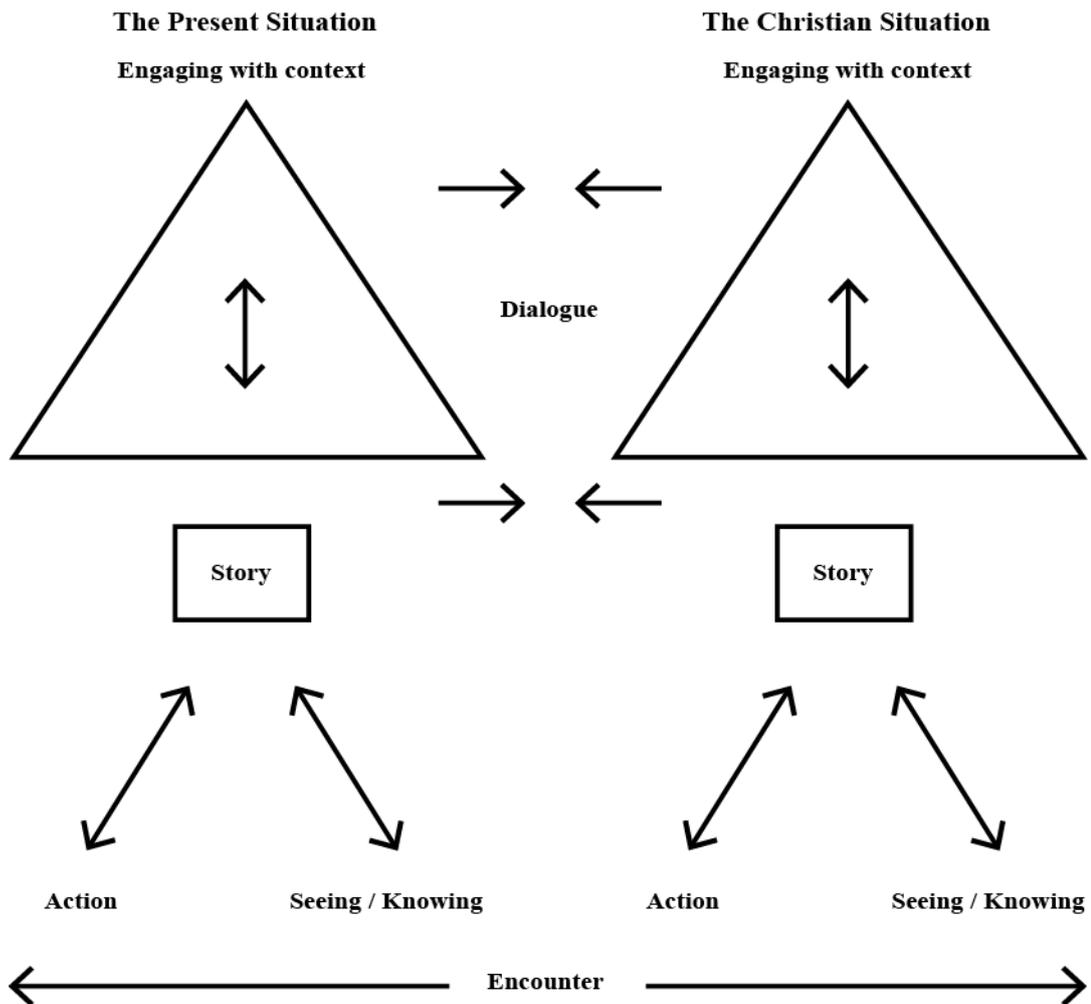 The Present Situation
The Christian Situation
Engaging with context
Engaging with context
Dialogue
Story
Story
Action
Seeing / Knowing
Action
Seeing / Knowing
Encounter